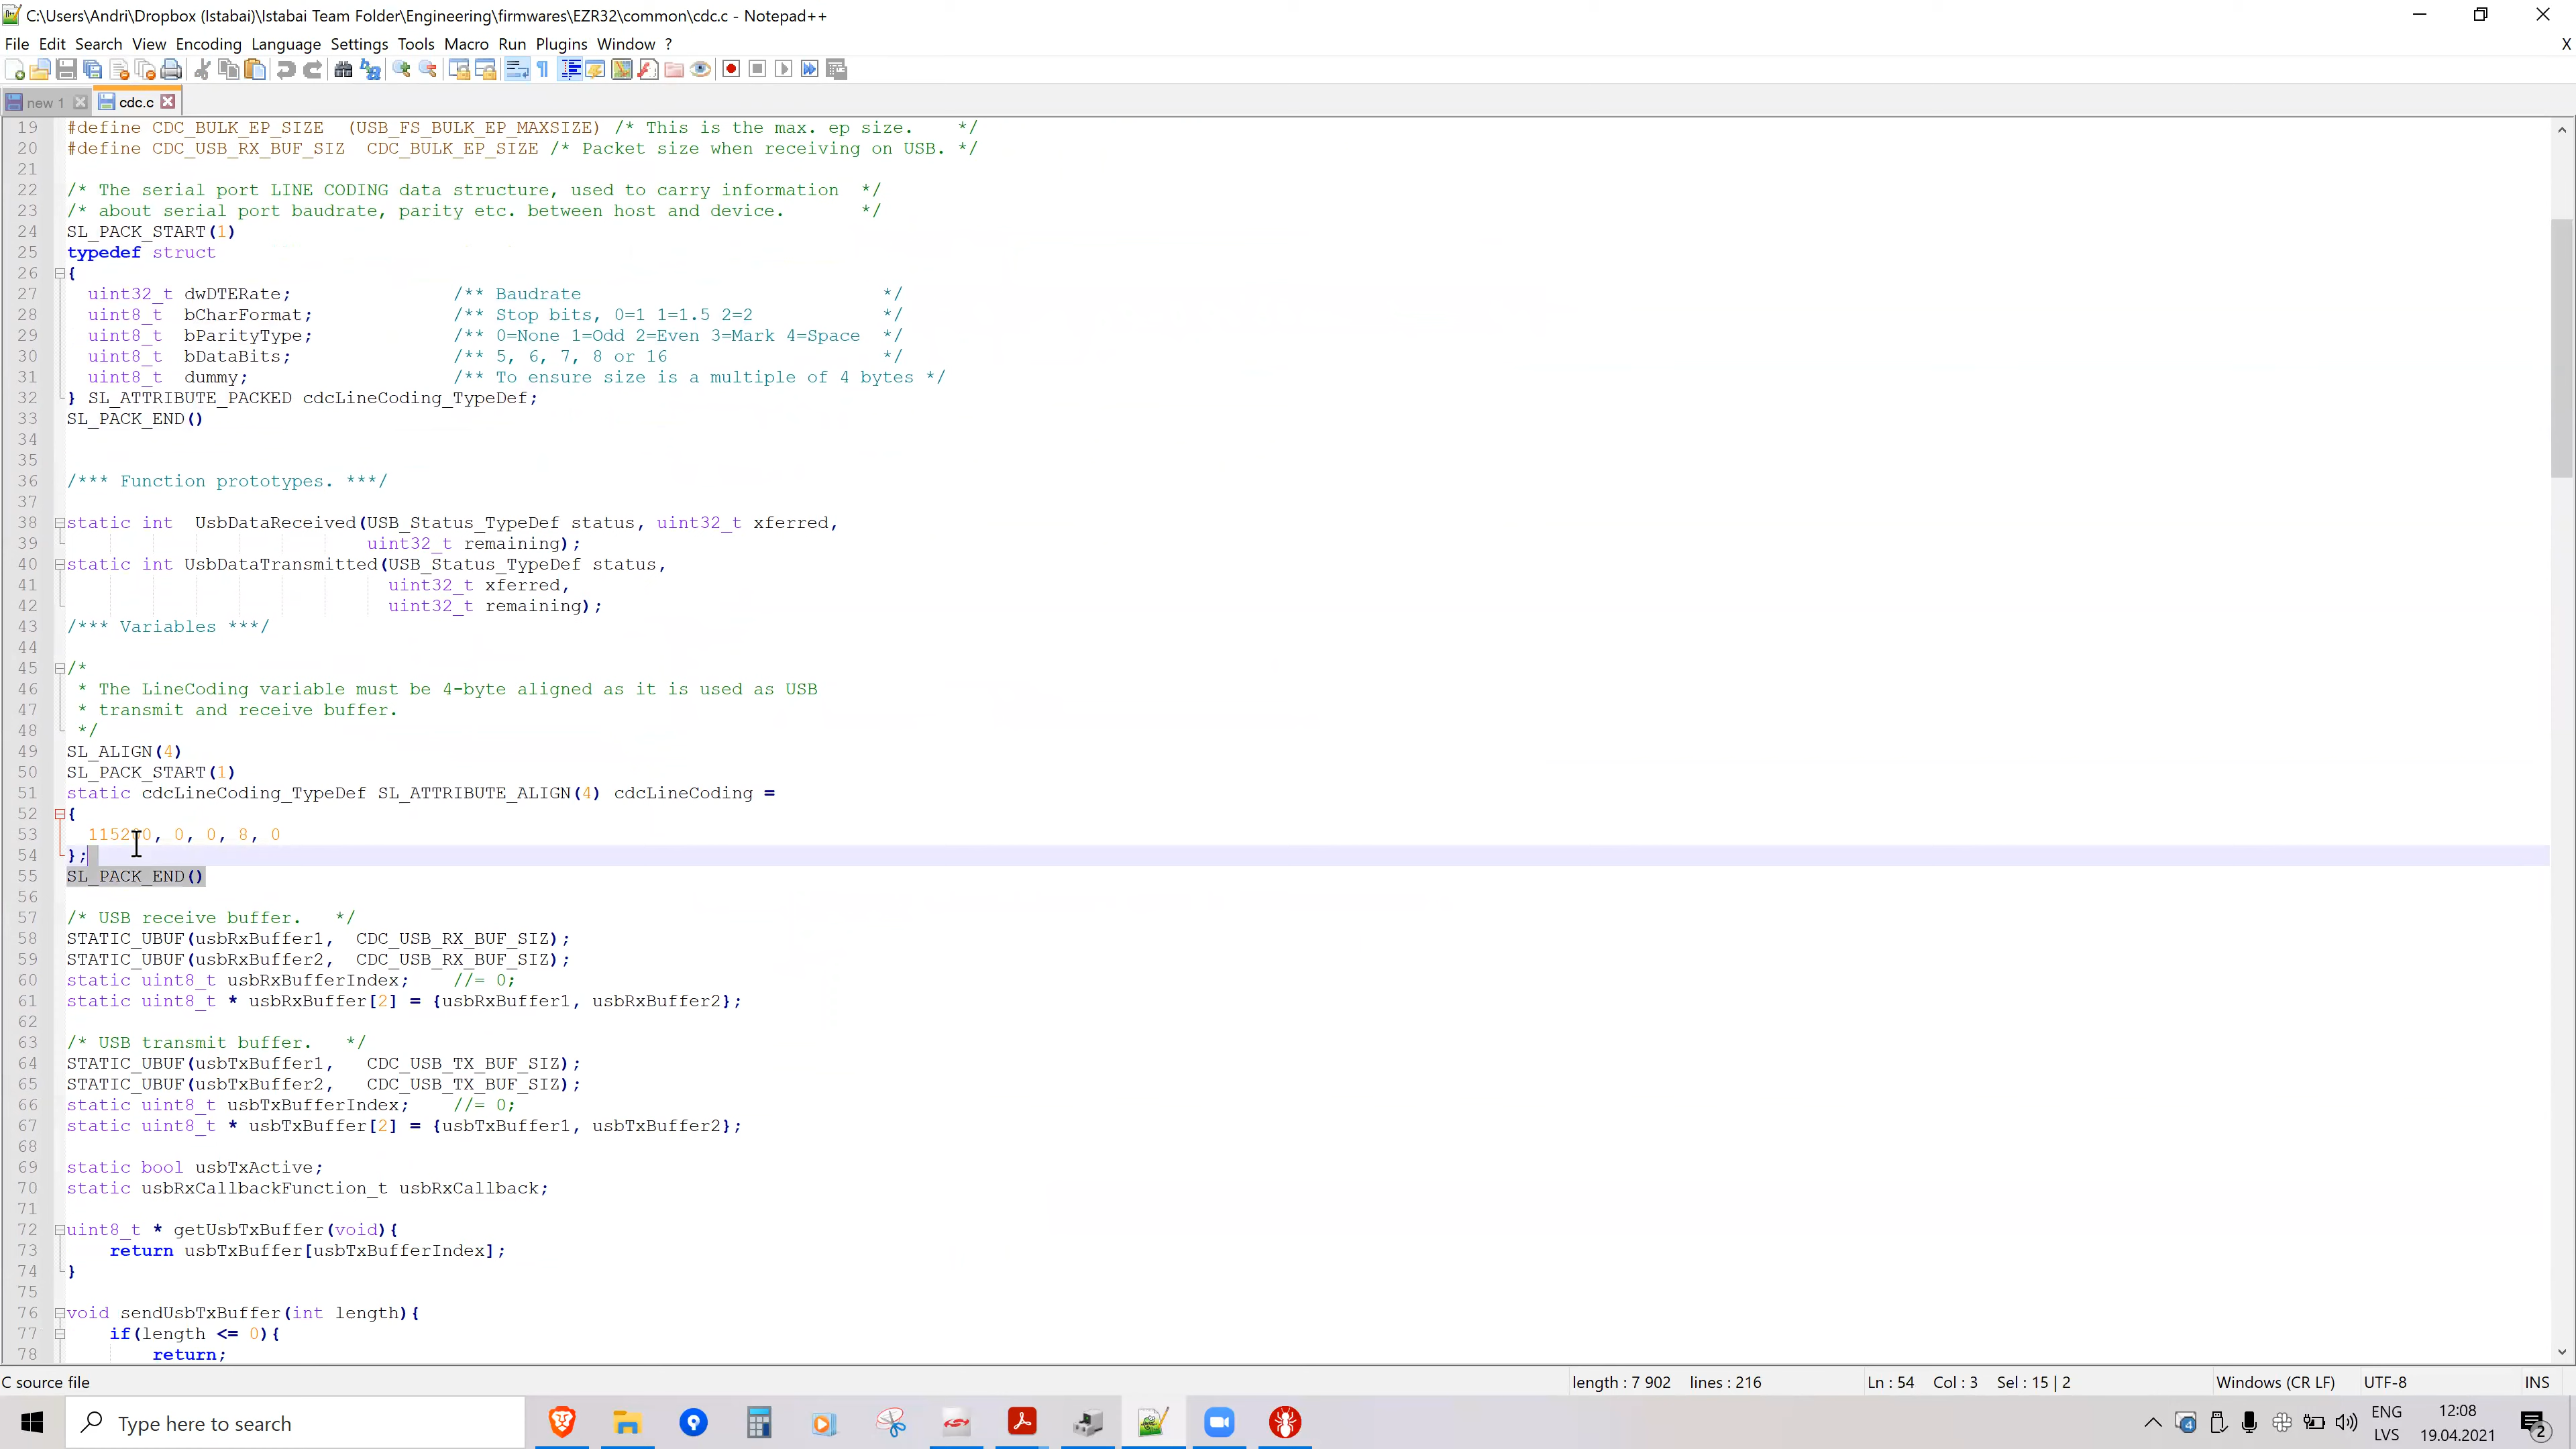 C:\Users\Andri\Dropbox (Istabai)\Istabai Team Folder\Engineering\firmwares\EZR32\common\cdc.c - Notepad++
File Edit Search View Encoding Language Settings Tools Macro Run Plugins Window ? X
new 1 cdc.c
19 #define CDC_BULK_EP_SIZE  (USB_FS_BULK_EP_MAXSIZE) /* This is the max. ep size.    */
20 #define CDC_USB_RX_BUF_SIZ  CDC_BULK_EP_SIZE /* Packet size when receiving on USB. */
21
22 /* The serial port LINE CODING data structure, used to carry information  */
23 /* about serial port baudrate, parity etc. between host and device.       */
24 SL_PACK_START(1)
25 typedef struct
26 {
27   uint32_t dwDTERate;               /** Baudrate                            */
28   uint8_t  bCharFormat;             /** Stop bits, 0=1 1=1.5 2=2            */
29   uint8_t  bParityType;             /** 0=None 1=Odd 2=Even 3=Mark 4=Space  */
30   uint8_t  bDataBits;               /** 5, 6, 7, 8 or 16                    */
31   uint8_t  dummy;                   /** To ensure size is a multiple of 4 bytes */
32 } SL_ATTRIBUTE_PACKED cdcLineCoding_TypeDef;
33 SL_PACK_END()
34
35
36 /*** Function prototypes. ***/
37
38 static int  UsbDataReceived(USB_Status_TypeDef status, uint32_t xferred,
39                             uint32_t remaining);
40 static int UsbDataTransmitted(USB_Status_TypeDef status,
41                               uint32_t xferred,
42                               uint32_t remaining);
43 /*** Variables ***/
44
45 /*
46  * The LineCoding variable must be 4-byte aligned as it is used as USB
47  * transmit and receive buffer.
48  */
49 SL_ALIGN(4)
50 SL_PACK_START(1)
51 static cdcLineCoding_TypeDef SL_ATTRIBUTE_ALIGN(4) cdcLineCoding =
52 {
53   115200, 0, 0, 8, 0
54 };
55 SL_PACK_END()
56
57 /* USB receive buffer.   */
58 STATIC_UBUF(usbRxBuffer1,  CDC_USB_RX_BUF_SIZ);
59 STATIC_UBUF(usbRxBuffer2,  CDC_USB_RX_BUF_SIZ);
60 static uint8_t usbRxBufferIndex;    //= 0;
61 static uint8_t * usbRxBuffer[2] = {usbRxBuffer1, usbRxBuffer2};
62
63 /* USB transmit buffer.   */
64 STATIC_UBUF(usbTxBuffer1,   CDC_USB_TX_BUF_SIZ);
65 STATIC_UBUF(usbTxBuffer2,   CDC_USB_TX_BUF_SIZ);
66 static uint8_t usbTxBufferIndex;    //= 0;
67 static uint8_t * usbTxBuffer[2] = {usbTxBuffer1, usbTxBuffer2};
68
69 static bool usbTxActive;
70 static usbRxCallbackFunction_t usbRxCallback;
71
72 uint8_t * getUsbTxBuffer(void){
73     return usbTxBuffer[usbTxBufferIndex];
74 }
75
76 void sendUsbTxBuffer(int length){
77     if(length <= 0){
78         return;
C source file length : 7 902 lines : 216 Ln : 54 Col : 3 Sel : 15 | 2 Windows (CR LF) UTF-8 INS
Type here to search 4 ENG 12:08
LVS 19.04.2021 2